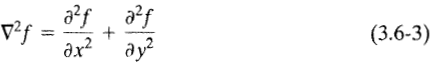 ∇²f = ∂²f/∂x² + ∂²f/∂y² (3.6-3)